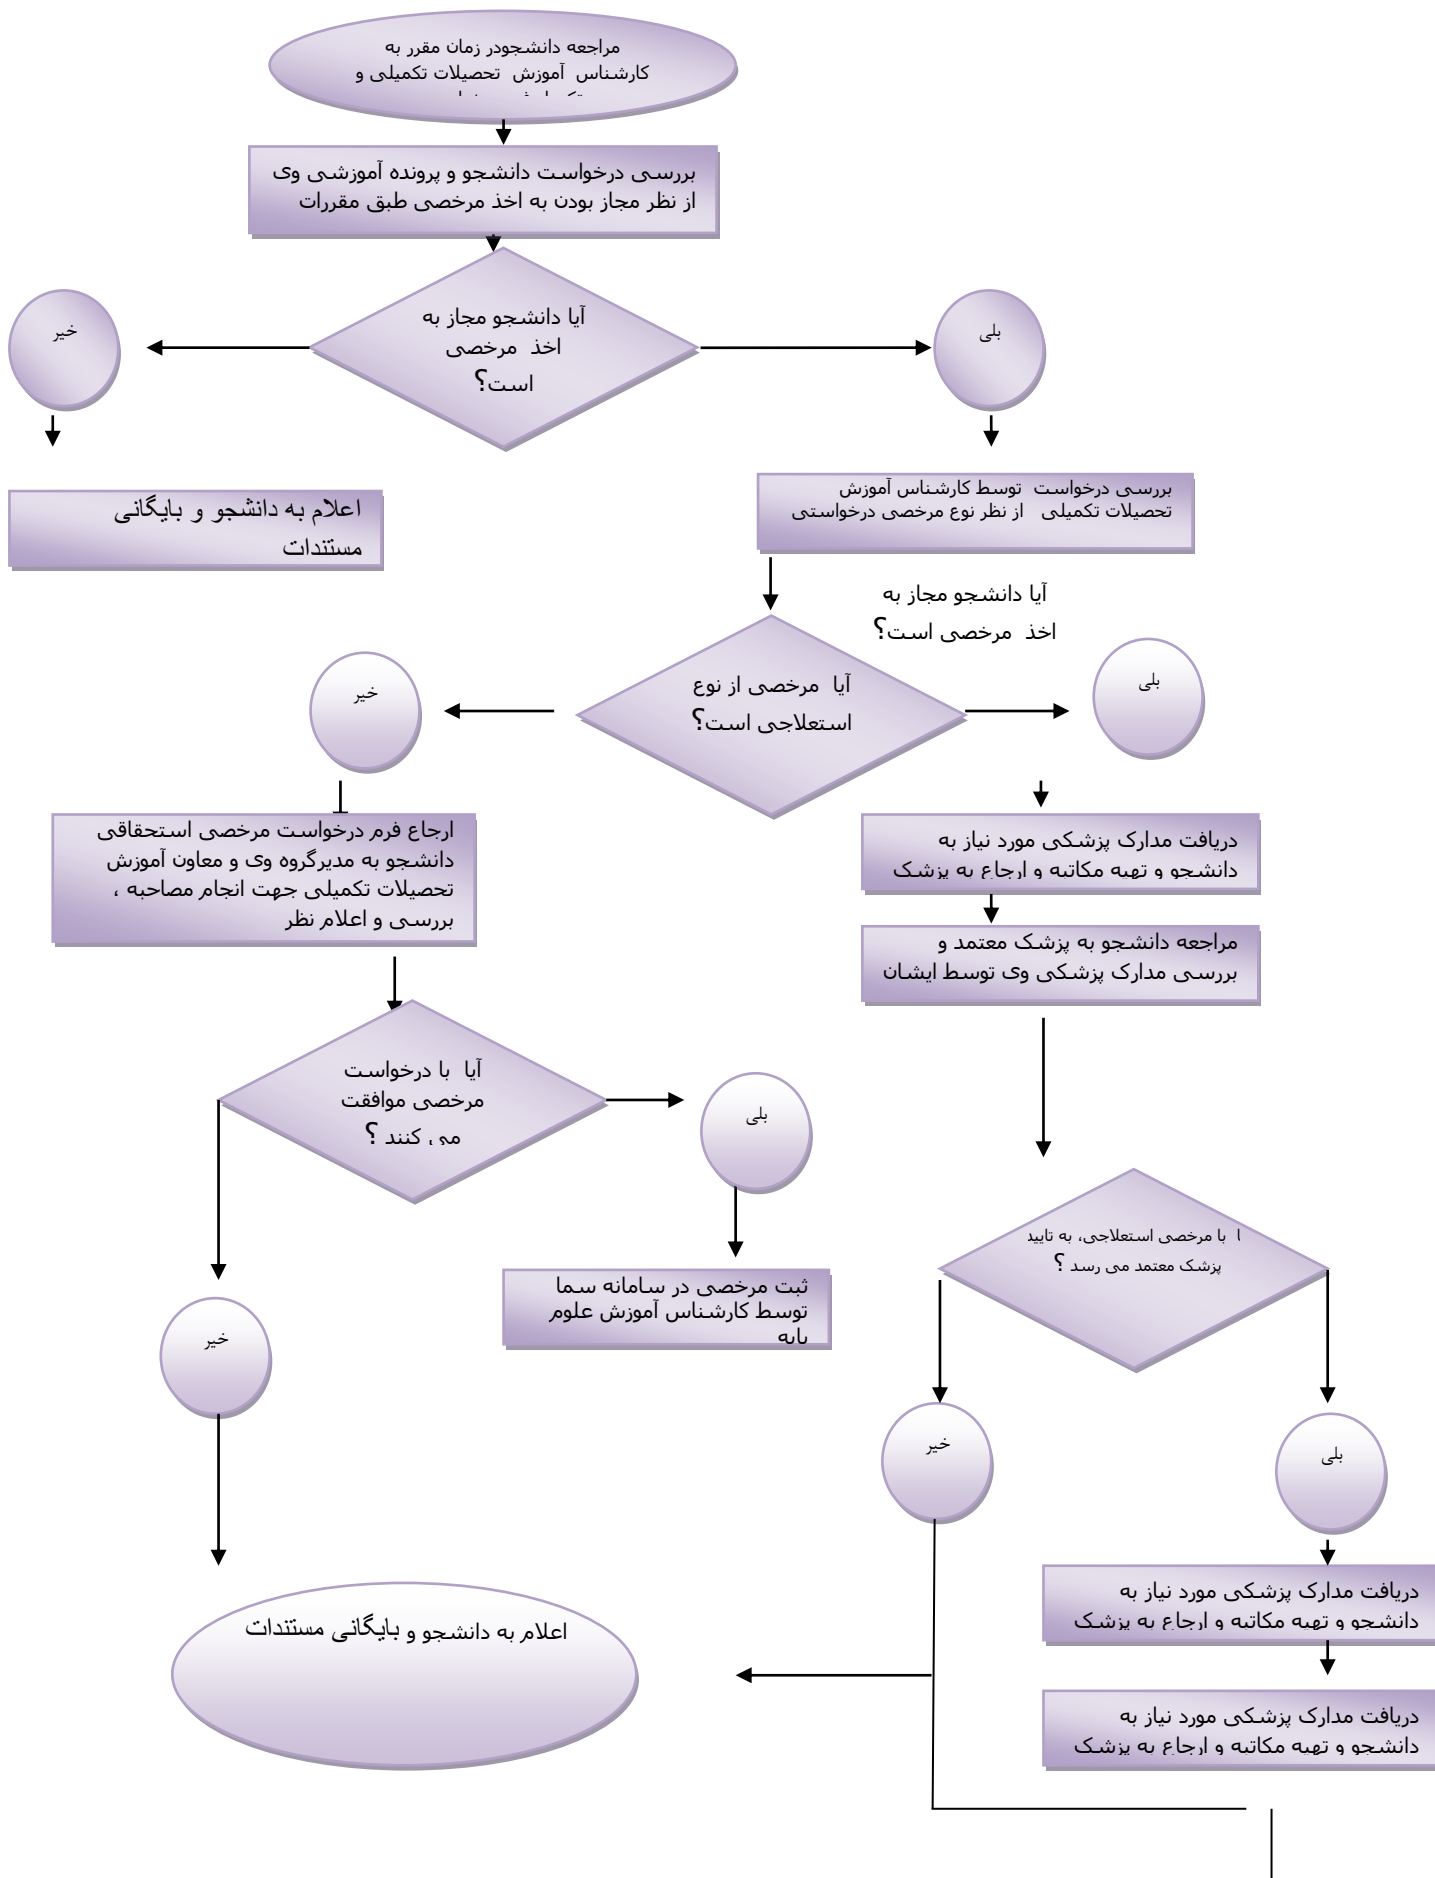 مراجعه دانشجودر زمان مقرر به
کارشناس آموزش تحصیلات تکمیلی و
بررسی درخواست دانشجو و پرونده آموزشی وی
از نظر مجاز بودن به اخذ مرخصی طبق مقررات
آیا دانشجو مجاز به
اخذ مرخصی
است؟
خیر
بلی
اعلام به دانشجو و بایگانی
مستندات
بررسی درخواست توسط کارشناس آموزش
تحصیلات تکمیلی از نظر نوع مرخصی درخواستی
آیا دانشجو مجاز به
اخذ مرخصی است؟
آیا مرخصی از نوع
استعلاجی است؟
خیر
بلی
ارجاع فرم درخواست مرخصی استحقاقی
دانشجو به مدیرگروه وی و معاون آموزش
تحصیلات تکمیلی جهت انجام مصاحبه ،
بررسی و اعلام نظر
دریافت مدارک پزشکی مورد نیاز به
دانشجو و تهیه مکاتبه و ارجاع به پزشک
مراجعه دانشجو به پزشک معتمد و
بررسی مدارک پزشکی وی توسط ایشان
آیا با درخواست
مرخصی موافقت
می کنند ؟
بلی
خیر
ثبت مرخصی در سامانه سما
توسط کارشناس آموزش علوم
پایه
با مرخصی استعلاجی، به تایید
پزشک معتمد می رسد ؟
خیر
بلی
دریافت مدارک پزشکی مورد نیاز به
دانشجو و تهیه مکاتبه و ارجاع به پزشک
اعلام به دانشجو و بایگانی مستندات
دریافت مدارک پزشکی مورد نیاز به
دانشجو و تهیه مکاتبه و ارجاع به پزشک